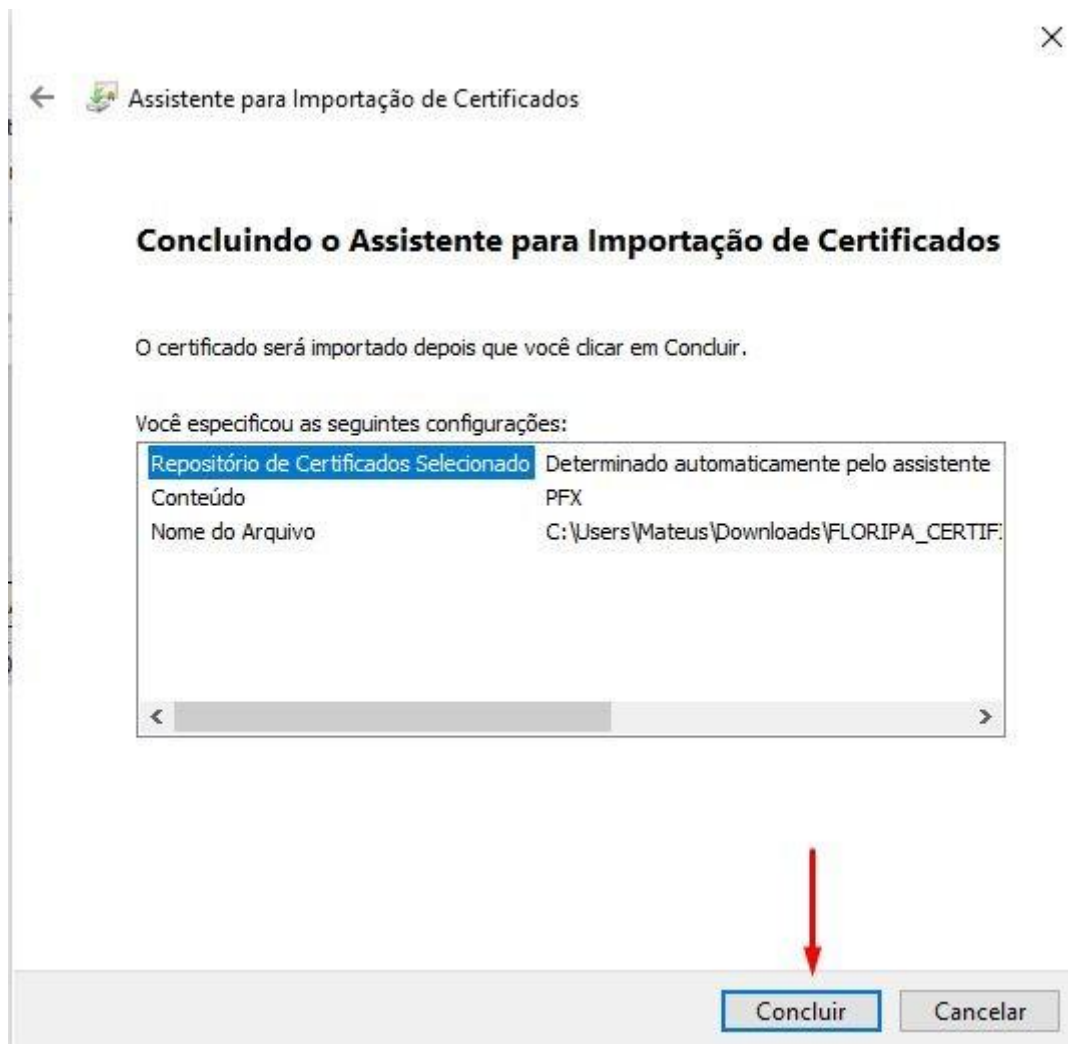 Assistente para Importação de Certificados
Concluindo o Assistente para Importação de Certificados
O certificado será importado depois que você clicar em Concluir.
Você especificou as seguintes configurações:
Repositório de Certificados Selecionado Determinado automaticamente pelo assistente
Conteúdo PFX
Nome do Arquivo C:\Users\Mateus\Downloads\FLORIPA_CERTIF
Concluir Cancelar